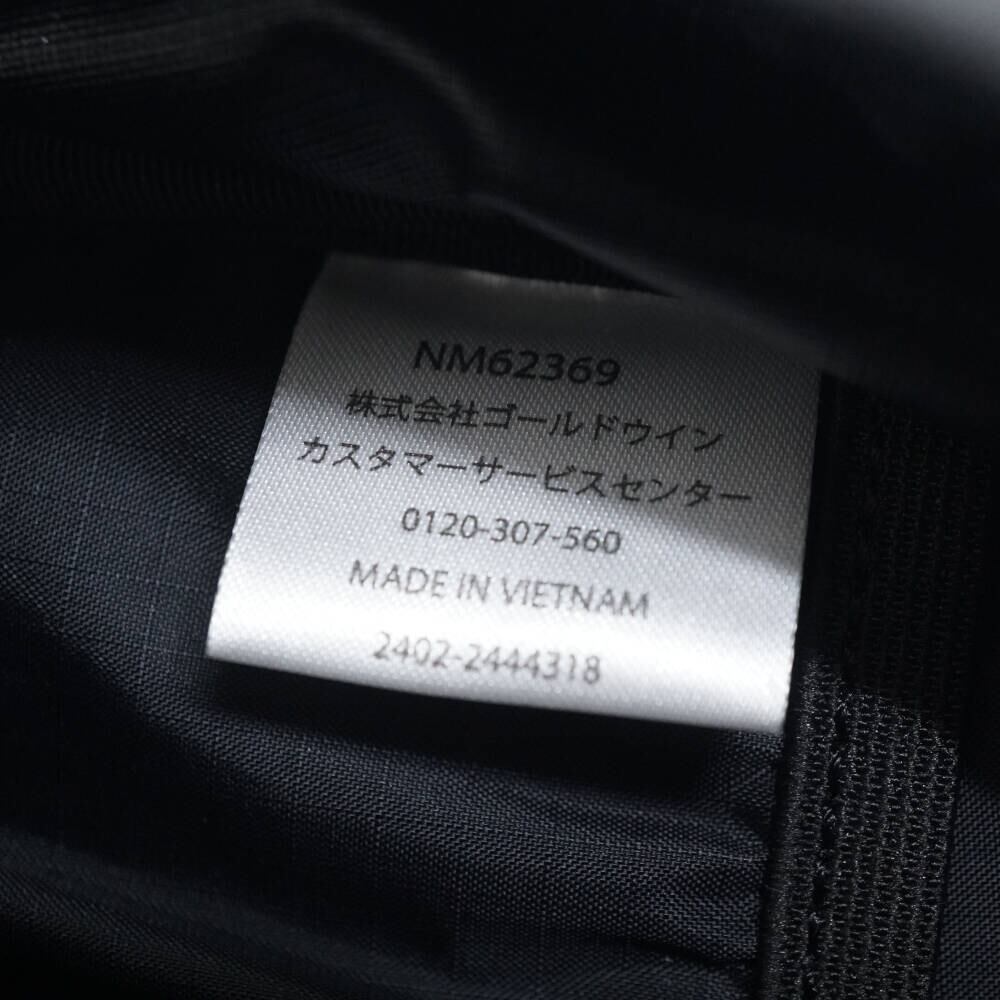 NM62369
株式会社ゴールドウイン
カスタマーサービスセンター
0120-307-560
MADE IN VIETNAM
2402-2444318